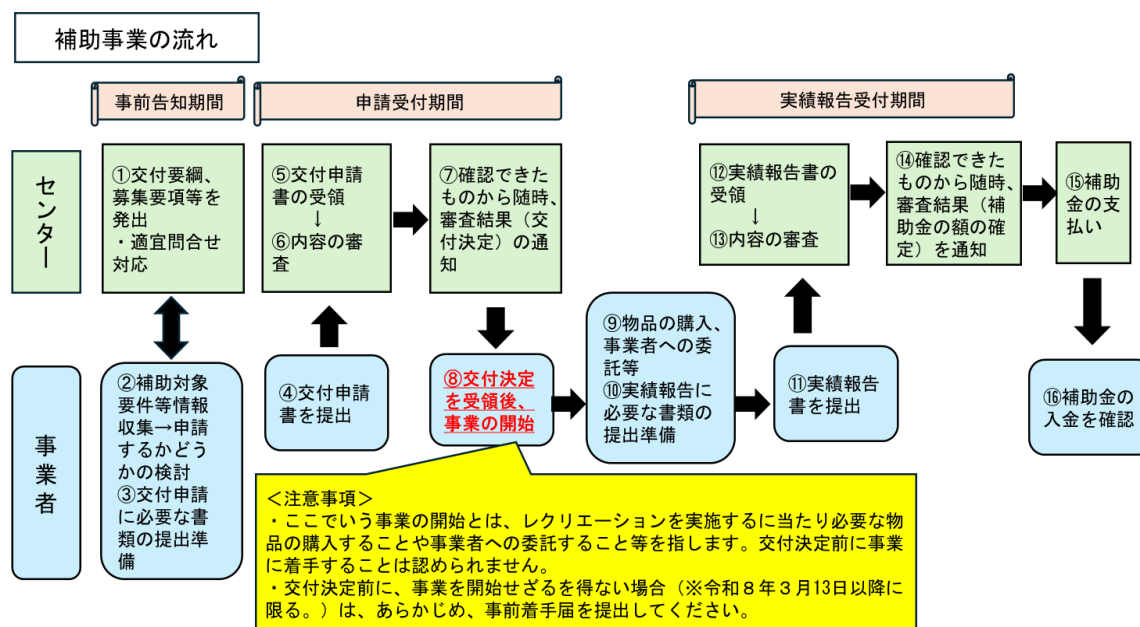 補助事業の流れ
事前告知期間
申請受付期間
実績報告受付期間
センター
①交付要綱、
募集要項等を
発出
・適宜問合せ
対応
⑤交付申請
書の受領
↓
⑥内容の審
査
⑦確認できた
ものから随時、
審査結果（交
付決定）の通
知
⑫実績報告書の
受領
↓
⑬内容の審査
⑭確認できた
ものから随時、
審査結果（補
助金の額の確
定）を通知
⑮補助
金の支
払い
事業者
②補助対象
要件等情報
収集→申請
するかどう
かの検討
③交付申請
に必要な書
類の提出準
備
④交付申請
書を提出
⑧交付決定
を受領後、
事業の開始
⑨物品の購入、
事業者への委
託等
⑩実績報告に
必要な書類の
提出準備
⑪実績報告
書を提出
⑯補助金の
入金を確認
＜注意事項＞
・ここでいう事業の開始とは、レクリエーションを実施するに当たり必要な物
品の購入することや事業者への委託すること等を指します。交付決定前に事業
に着手することは認められません。
・交付決定前に、事業を開始せざるを得ない場合（※令和８年３月13日以降に
限る。）は、あらかじめ、事前着手届を提出してください。